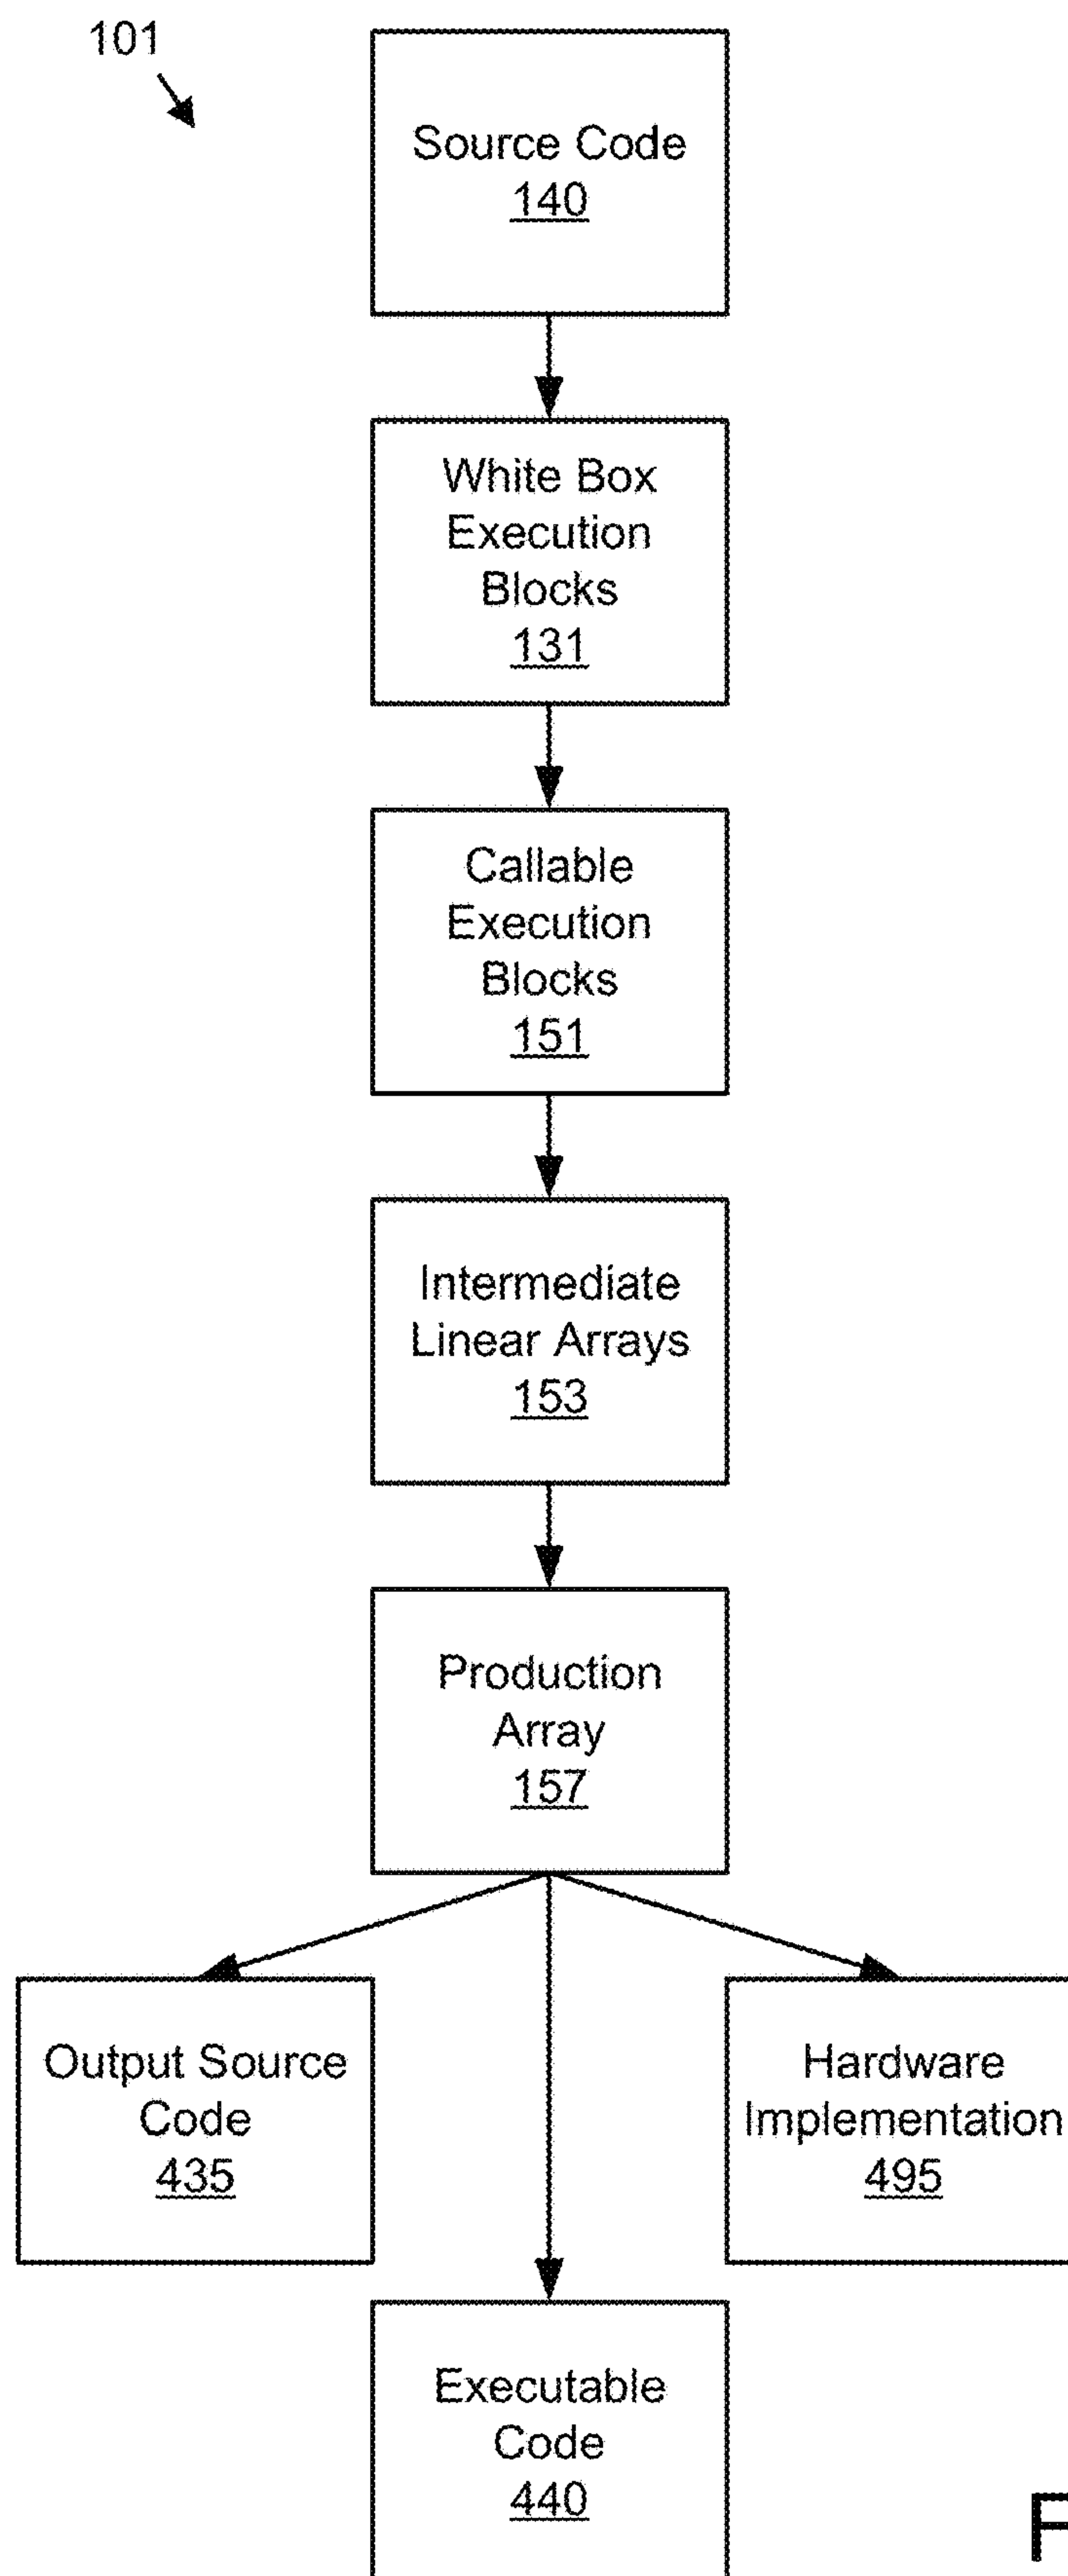 101
Source Code
140
White Box
Execution
Blocks
131
Callable
Execution
Blocks
151
Intermediate
Linear Arrays
153
Production
Array
157
Output Source
Code
435
Hardware
Implementation
495
Executable
Code
440
F